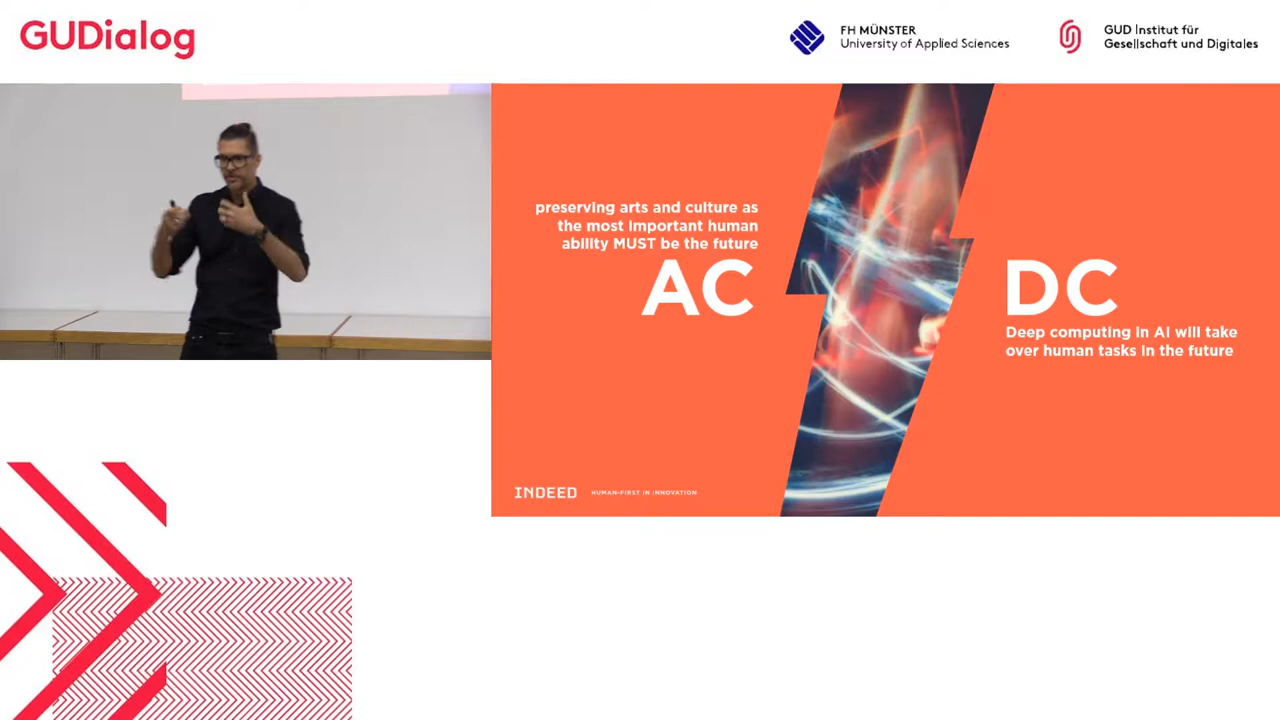 GUDialog
FH MÜNSTER
University of Applied Sciences
GUD Institut für
Gesellschaft und Digitales
preserving arts and culture as
the most important human
ability MUST be the future
AC
DC
Deep computing in AI will take
over human tasks in the future
INDEED
HUMAN-FIRST IN INNOVATION